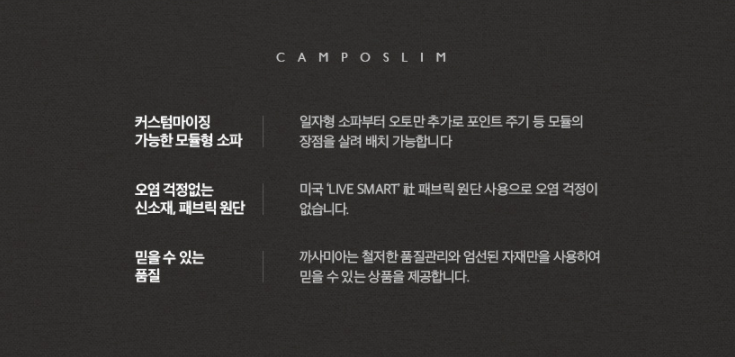 CAMPOSLIM
커스텀마이징
가능한 모듈형 소파
일자형 소파부터 오토만 추가로 포인트 주기 등 모듈의
장점을 살려 배치 가능합니다
오염 걱정없는
신소재, 패브릭 원단
미국 'LIVE SMART' 社 패브릭 원단 사용으로 오염 걱정이
없습니다.
믿을 수 있는
품질
까사미아는 철저한 품질관리와 엄선된 자재만을 사용하여
믿을 수 있는 상품을 제공합니다.